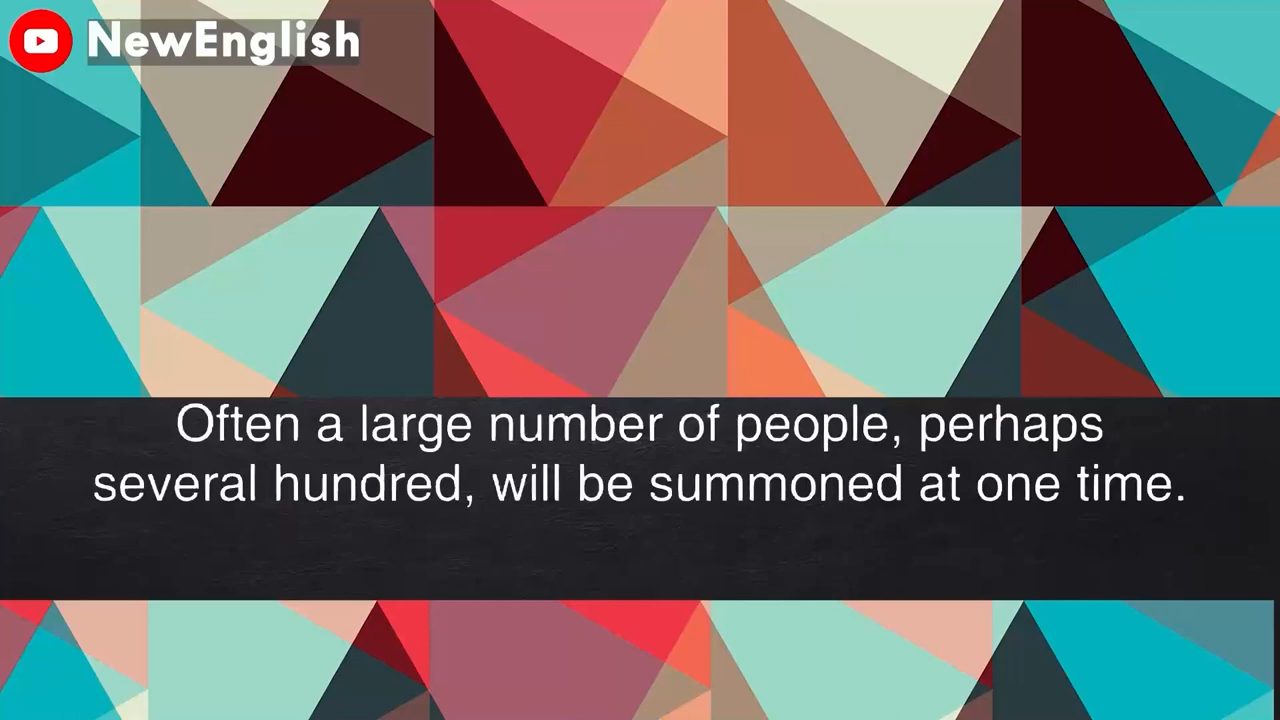 NewEnglish
Often a large number of people, perhaps
several hundred, will be summoned at one time.